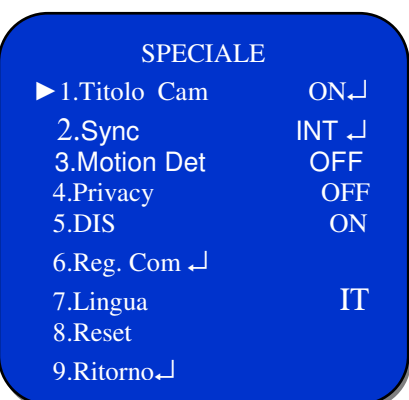 SPECIALE
►1.Titolo Cam ON↵
2.Sync INT ↵
3.Motion Det OFF
4.Privacy OFF
5.DIS ON
6.Reg. Com ↵
7.Lingua IT
8.Reset
9.Ritorno↵